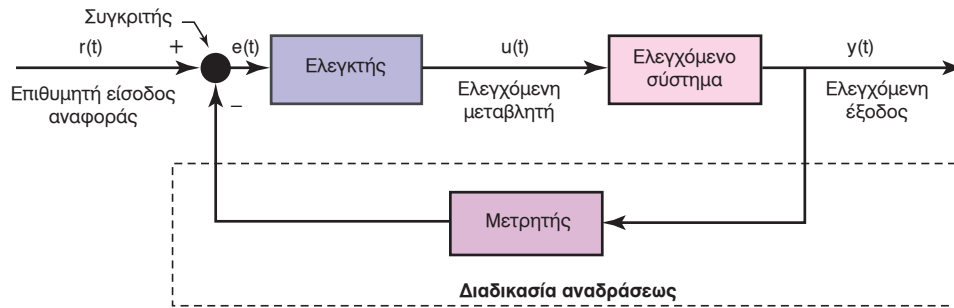 Συγκριτής
r(t)
+
e(t)
Ελεγκτής
u(t)
Ελεγχόμενο
σύστημα
y(t)
Επιθυμητή είσοδος
αναφοράς
−
Ελεγχόμενη
μεταβλητή
Ελεγχόμενη
έξοδος
Μετρητής
Διαδικασία αναδράσεως